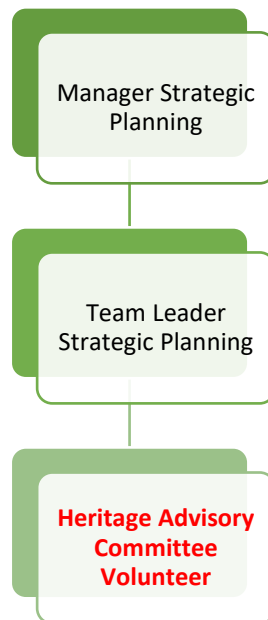 Manager Strategic
Planning
Team Leader
Strategic Planning
Heritage Advisory
Committee
Volunteer